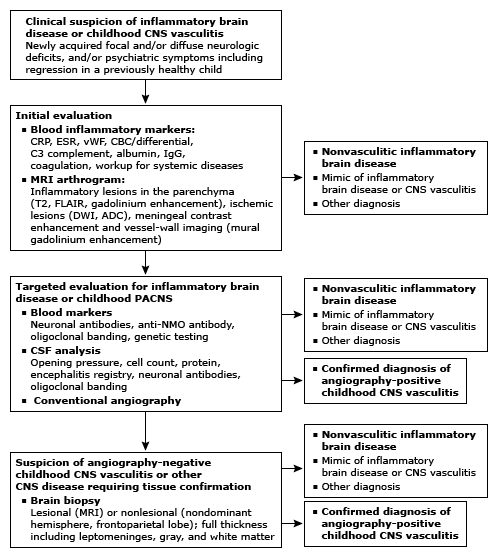 Clinical suspicion of inflammatory brain
disease or childhood CNS vasculitis
Newly acquired focal and/or diffuse neurologic
deficits, and/or psychiatric symptoms including
regression in a previously healthy child
Initial evaluation
▪ Blood inflammatory markers:
CRP, ESR, vWF, CBC/differential,
C3 complement, albumin, IgG,
coagulation, workup for systemic diseases
▪ MRI arthrogram:
Inflammatory lesions in the parenchyma
(T2, FLAIR, gadolinium enhancement), ischemic
lesions (DWI, ADC), meningeal contrast
enhancement and vessel-wall imaging (mural
gadolinium enhancement)
▪ Nonvasculitic inflammatory
brain disease
▪ Mimic of inflammatory
brain disease or CNS vasculitis
▪ Other diagnosis
Targeted evaluation for inflammatory brain
disease or childhood PACNS
▪ Blood markers
Neuronal antibodies, anti-NMO antibody,
oligoclonal banding, genetic testing
▪ CSF analysis
Opening pressure, cell count, protein,
encephalitis registry, neuronal antibodies,
oligoclonal banding
▪ Conventional angiography
▪ Nonvasculitic inflammatory
brain disease
▪ Mimic of inflammatory
brain disease or CNS vasculitis
▪ Other diagnosis
▪ Confirmed diagnosis of
angiography-positive
childhood CNS vasculitis
Suspicion of angiography-negative
childhood CNS vasculitis or other
CNS disease requiring tissue confirmation
▪ Brain biopsy
Lesional (MRI) or nonlesional (nondominant
hemisphere, frontoparietal lobe); full thickness
including leptomeninges, gray, and white matter
▪ Nonvasculitic inflammatory
brain disease
▪ Mimic of inflammatory
brain disease or CNS vasculitis
▪ Other diagnosis
▪ Confirmed diagnosis of
angiography-positive
childhood CNS vasculitis